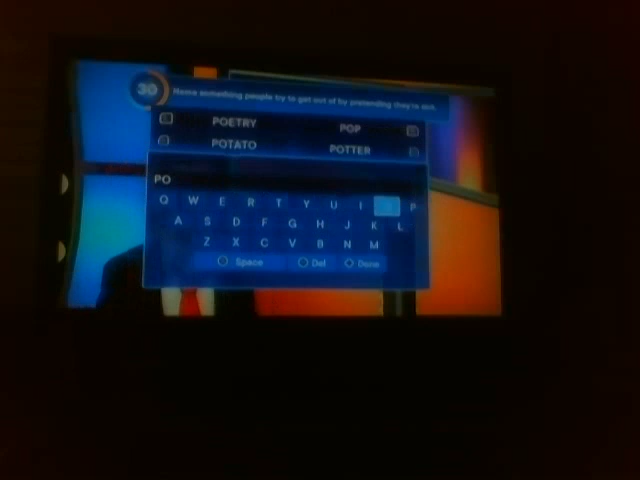 30 Name something people try to get out of by pretending they're sick.
POETRY POP
POTATO POTTER
PO
Q W E R T Y U I P
A S D F G H J K L
Z X C V B N M
Space Del Done